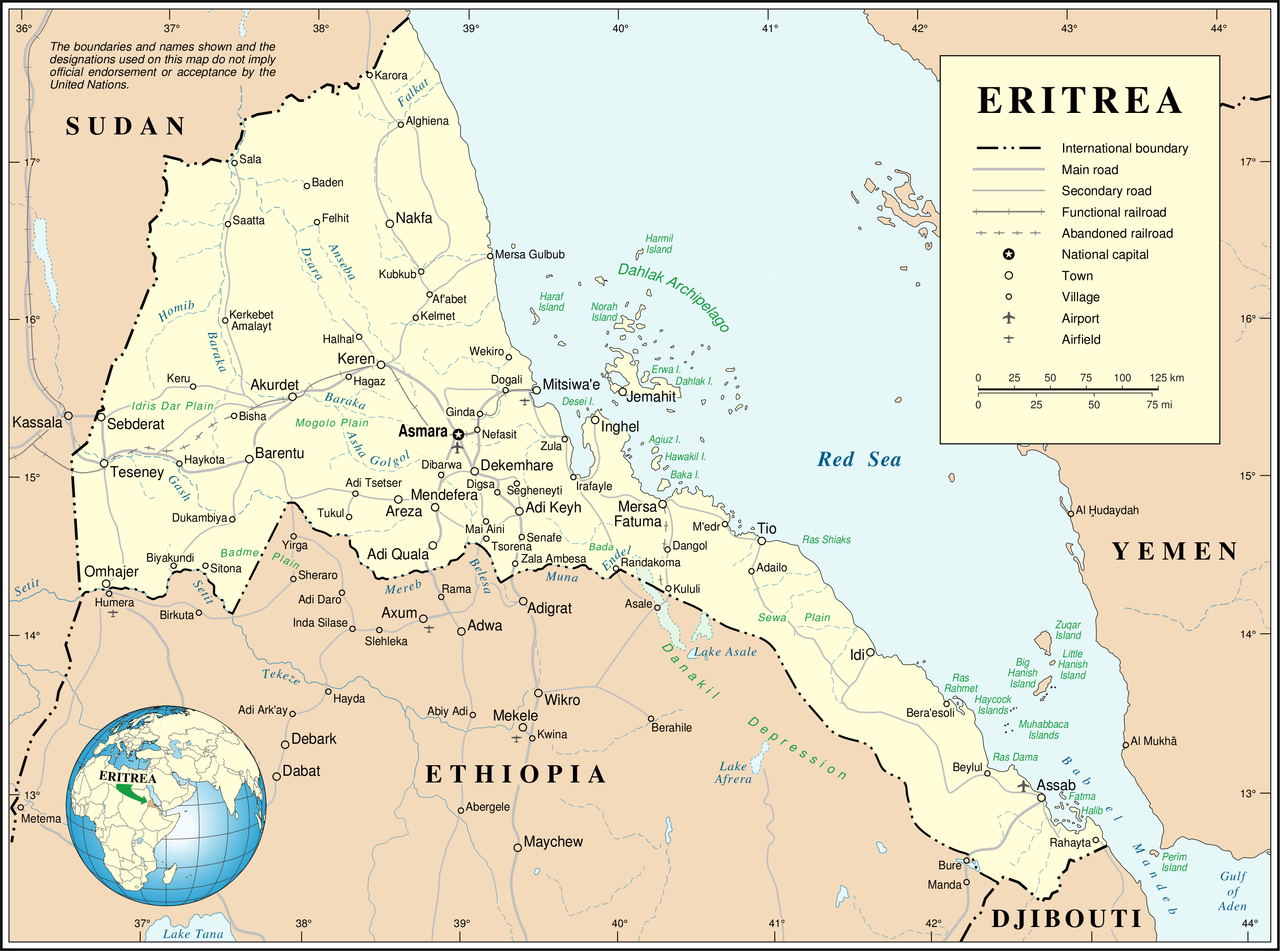 36°
37°
38°
39°
40°
41°
42°
43°
44°
The boundaries and names shown and the
designations used on this map do not imply
official endorsement or acceptance by the
United Nations.
ERITREA
International boundary
Main road
Secondary road
Functional railroad
Abandoned railroad
National capital
Town
Village
Airport
Airfield
0 25 50 75 100 125 km
0 25 50 75 mi
SUDAN
Karora
Falkat
Alghiena
17°
17°
Sala
Baden
Saatta
Felhit
Nakfa
Dzara
Anseba
Mersa Gulbub
Harmil
Island
Dahlak Archipelago
Kubkub
Af'abet
Kelmet
Haraf
Island
Norah
Island
Homib
Kerkebet
Amalayt
16°
16°
Baraka
Halhal
Keren
Wekiro
Erwa I.
Dahlak I.
Keru
Akurdet
Hagaz
Dogali
Mitsiwa'e
Jemahit
Desei I.
Idris Dar Plain
Baraka
Kassala
Sebderat
Bisha
Mogolo Plain
Ginda
Asmara
Nefasit
Inghel
Zula
Agiuz I.
Hawakil I.
Baka I.
Red Sea
Asha Golgol
Haykota
Barentu
Teseney
15°
15°
Gash
Dibarwa
Dekemhare
Digsa
Segheneyti
Irafayle
Adi Tsetser
Mendefera
Areza
Adi Keyh
Mersa
Fatuma
Tukul
Dukambiya
Mai Aini
Senafe
Tsorena
Adi Quala
Zala Ambesa
M'edr
Tio
Ras Shiaks
Al Ḩudaydah
YEMEN
Dangol
Bada
Endel
Randakoma
Adailo
Kululi
Yirga
Badme
Plain
Biyakundi
Sitona
Omhajer
Setit
Setit
Humera
Birkuta
Sheraro
Adi Daro
Inda Silase
Slehleka
Mereb
Belesa
Muna
Rama
Axum
Adwa
Adigrat
Asale
14°
14°
Lake Asale
Sewa Plain
Idi
Zuqar
Island
Little
Hanish
Island
Big
Hanish
Island
Ras
Rahmet
Haycock
Islands
Bera'esoli
Muhabbaca
Islands
Danakil Depression
Tekeze
Hayda
Adi Ark'ay
Abiy Adi
Wikro
Mekele
Kwina
Berahile
Debark
Dabat
ETHIOPIA
Lake
Afrera
Al Mukhā
Ras Dama
Beylul
Assab
Fatma
Halib
Bab el Mandeb
13°
13°
Metema
ERITREA
Abergele
Maychew
Rahayta
Bure
Manda
Perim
Island
Gulf
of
Aden
DJIBOUTI
Lake Tana
37°
38°
39°
40°
41°
42°
44°